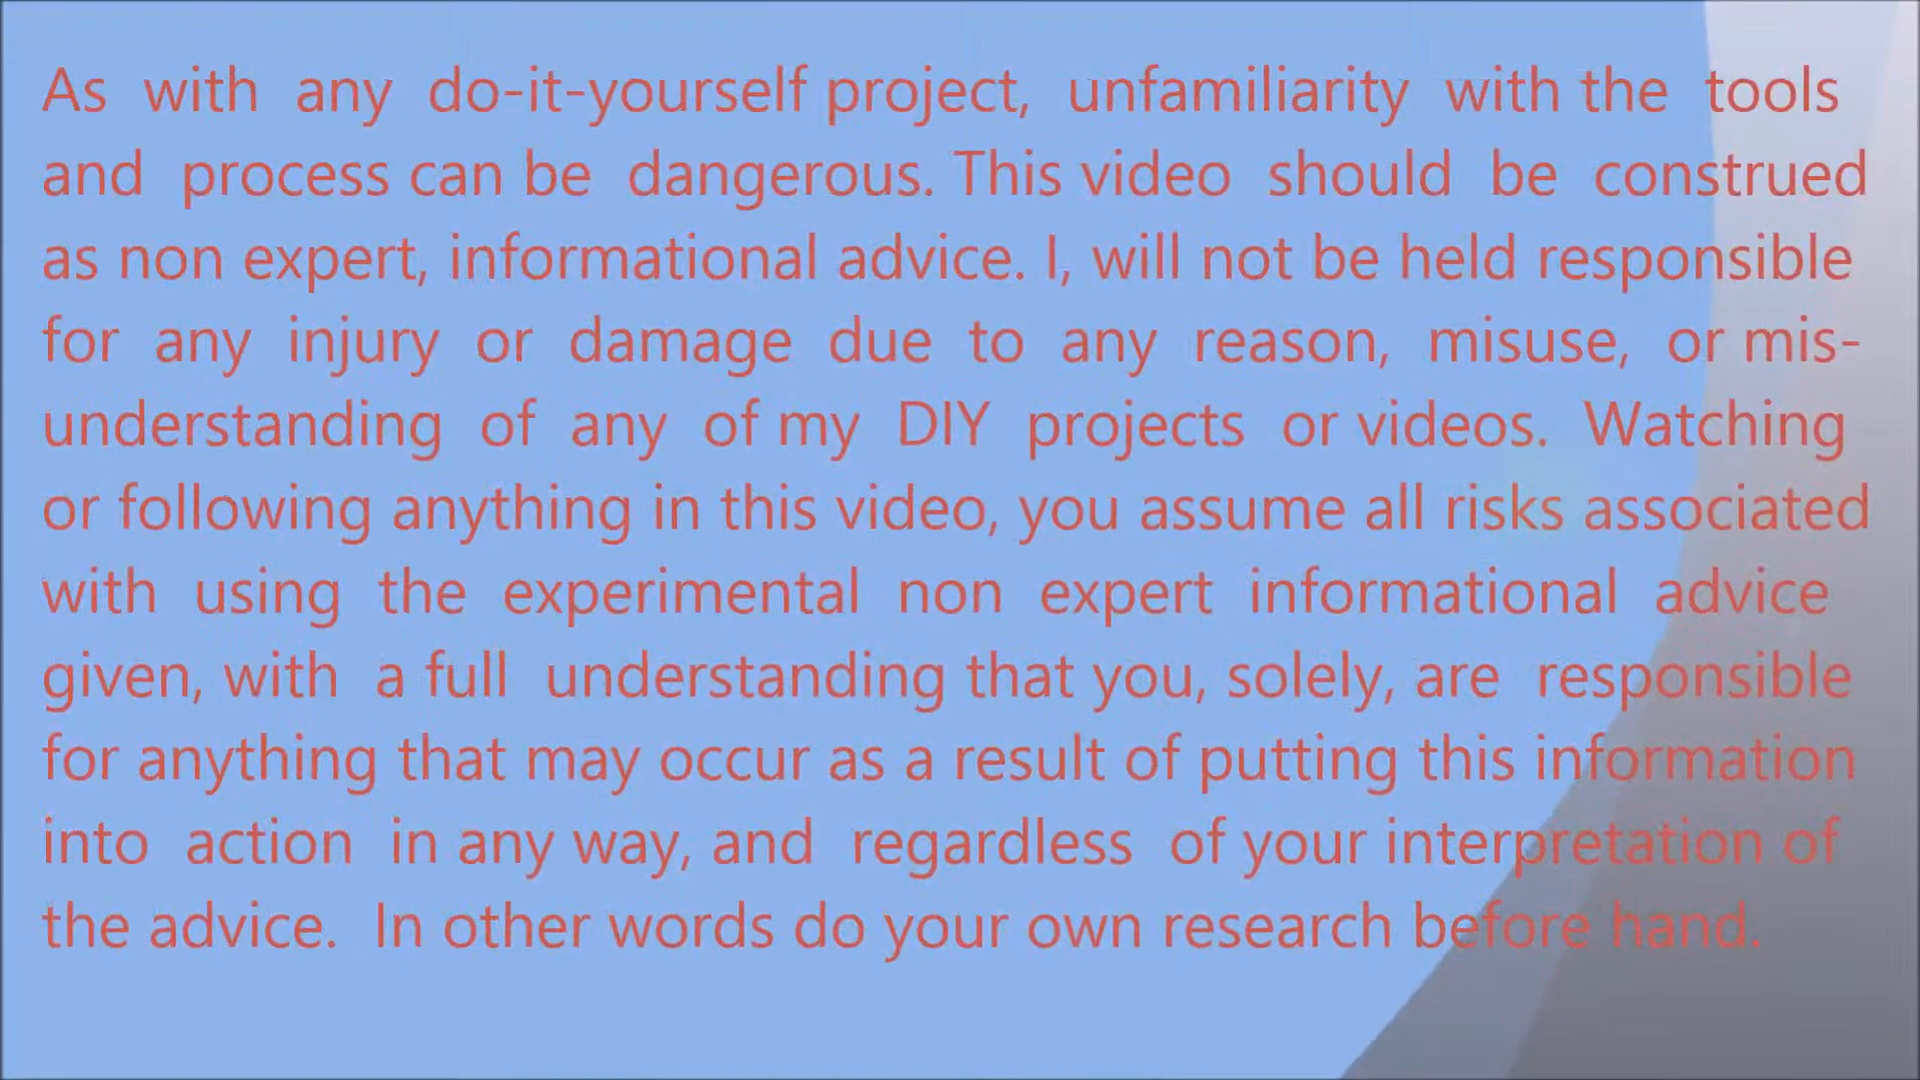 As with any do-it-yourself project, unfamiliarity with the tools
and process can be dangerous. This video should be construed
as non expert, informational advice. I, will not be held responsible
for any injury or damage due to any reason, misuse, or mis-
understanding of any of my DIY projects or videos. Watching
or following anything in this video, you assume all risks associated
with using the experimental non expert informational advice
given, with a full understanding that you, solely, are responsible
for anything that may occur as a result of putting this information
into action in any way, and regardless of your interpretation of
the advice. In other words do your own research before hand.